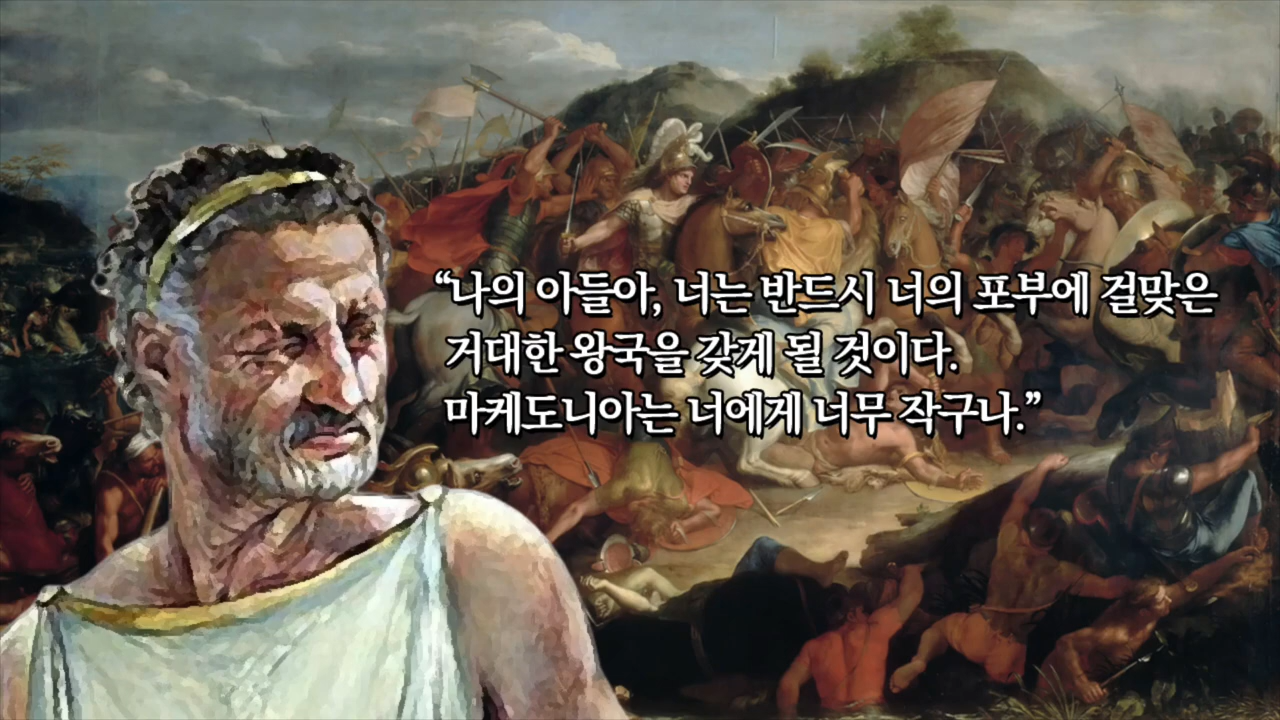 “나의 아들아, 너는 반드시 너의 포부에 걸맞은
거대한 왕국을 갖게 될 것이다.
마케도니아는 너에게 너무 작구나.”